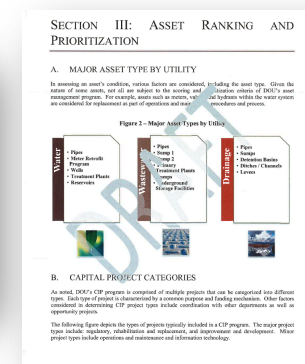 SECTION III: ASSET RANKING AND
PRIORITIZATION
A. MAJOR ASSET TYPE BY UTILITY
In assessing an asset's condition, various factors are considered, including the asset type. Given the
nature of some assets, not all are subject to the scoring and prioritization criteria of DOU's asset
management program. For example, assets such as meters, valves and hydrants within the water system
are considered for replacement as part of operations and maintenance procedures and process.
Figure 2 – Major Asset Types by Utility
Water
• Pipes
• Meter Retrofit
Program
• Wells
• Treatment Plants
• Reservoirs
Wastewater
• Pipes
• Sump 1
• Sump 2
• Primary
Treatment Plants
• Sumps
• Underground
Storage Facilities
Drainage
• Pipes
• Sumps
• Detention Basins
• Ditches / Channels
• Levees
DRAFT
B. CAPITAL PROJECT CATEGORIES
As noted, DOU's CIP program is comprised of multiple projects that can be categorized into different
types. Each type of project is characterized by a common purpose and funding mechanism. Other factors
considered in determining CIP project types include coordination with other departments as well as
opportunity projects.
The following figure depicts the types of projects typically included in a CIP program. The major project
types include: regulatory, rehabilitation and replacement, and improvement and development. Minor
project types include operations and maintenance and information technology.